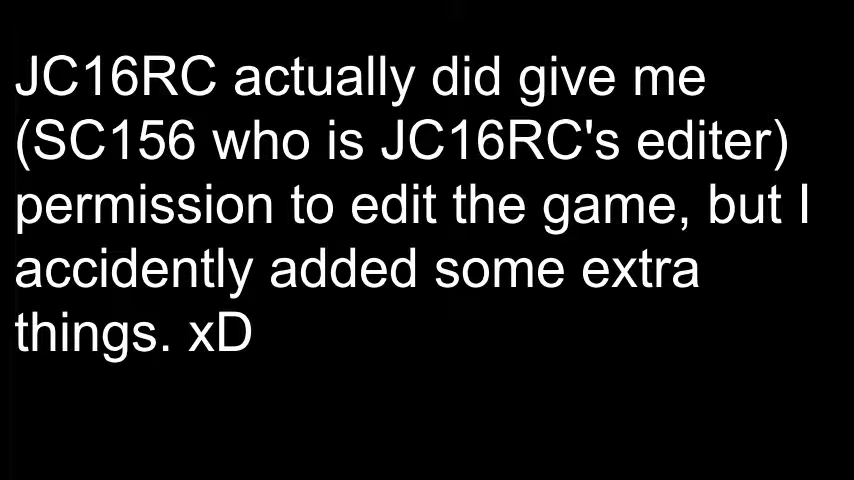 JC16RC actually did give me
(SC156 who is JC16RC's editer)
permission to edit the game, but I
accidently added some extra
things. xD